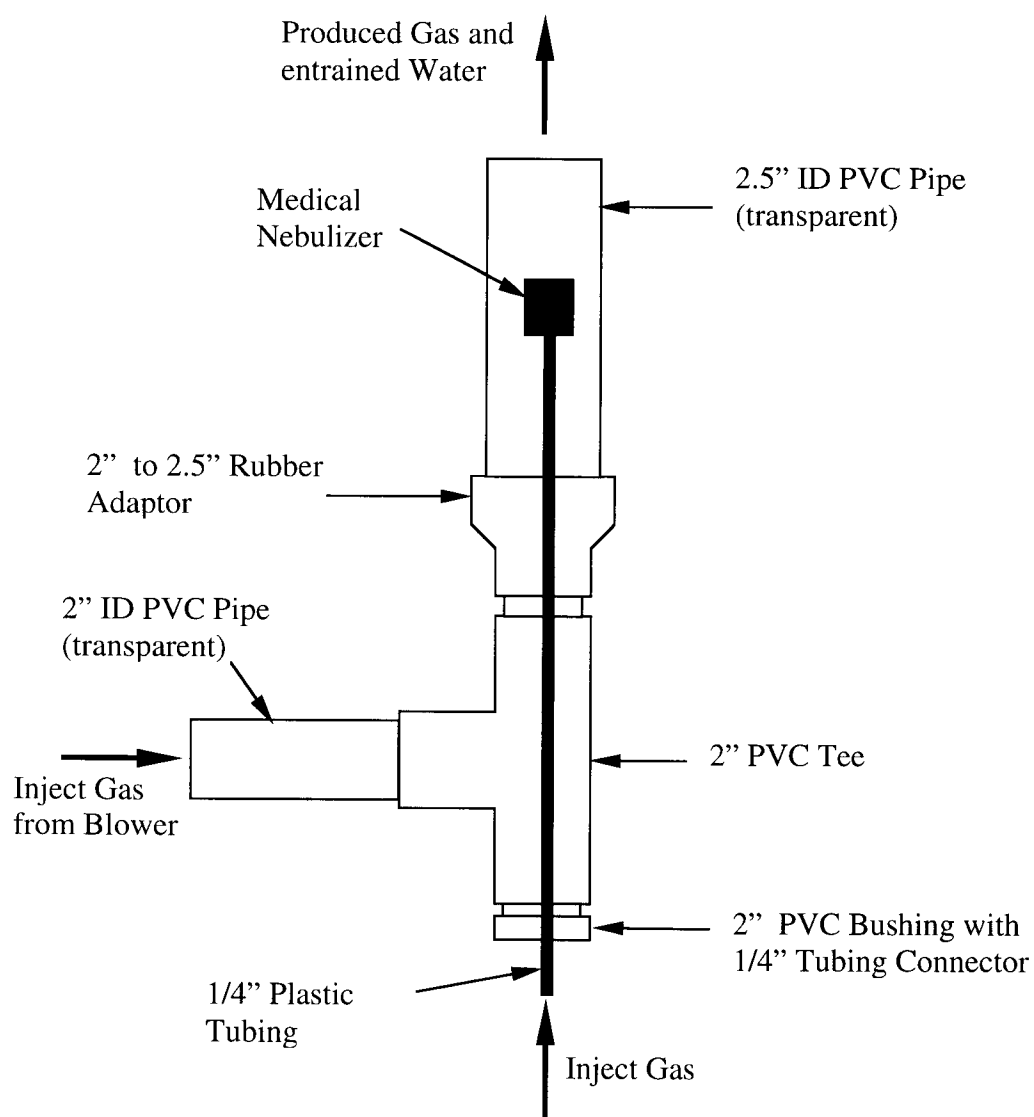 Produced Gas and
entrained Water
2.5” ID PVC Pipe
(transparent)
Medical
Nebulizer
2”  to 2.5” Rubber
Adaptor
2” ID PVC Pipe
(transparent)
2” PVC Tee
Inject Gas
from Blower
2”  PVC Bushing with
1/4” Tubing Connector
1/4” Plastic
Tubing
Inject Gas